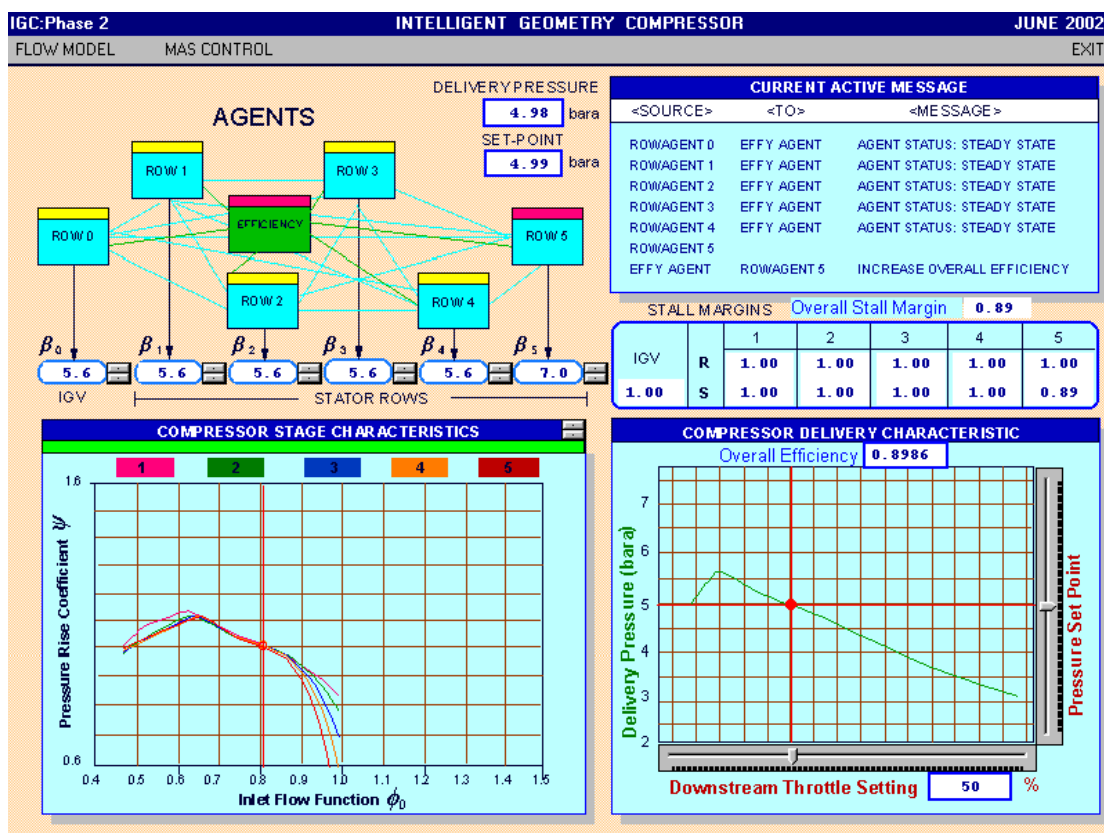 IGC:Phase 2 INTELLIGENT GEOMETRY COMPRESSOR JUNE 2002
FLOW MODEL MAS CONTROL EXIT
AGENTS
DELIVERY PRESSURE
4.98 bara
SET-POINT
4.99 bara
ROW 1
ROW 3
ROW 0
EFFICIENCY
ROW 5
ROW 2
ROW 4
β0 β1 β2 β3 β4 β5
5.6 5.6 5.6 5.6 5.6 7.0
IGV STATOR ROWS
CURRENT ACTIVE MESSAGE
<SOURCE> <TO> <MESSAGE>
ROWAGENT 0 EFFY AGENT AGENT STATUS: STEADY STATE
ROWAGENT 1 EFFY AGENT AGENT STATUS: STEADY STATE
ROWAGENT 2 EFFY AGENT AGENT STATUS: STEADY STATE
ROWAGENT 3 EFFY AGENT AGENT STATUS: STEADY STATE
ROWAGENT 4 EFFY AGENT AGENT STATUS: STEADY STATE
ROWAGENT 5
EFFY AGENT ROWAGENT 5 INCREASE OVERALL EFFICIENCY
STALL MARGINS Overall Stall Margin 0.89
1 2 3 4 5
IGV R 1.00 1.00 1.00 1.00 1.00
1.00 S 1.00 1.00 1.00 1.00 0.89
COMPRESSOR STAGE CHARACTERISTICS
1 2 3 4 5
1.6
Pressure Rise Coefficient ψ
0.6
0.4 0.5 0.6 0.7 0.8 0.9 1.0 1.1 1.2 1.3 1.4 1.5
Inlet Flow Function ϕ0
COMPRESSOR DELIVERY CHARACTERISTIC
Overall Efficiency 0.8986
7
6
5
4
3
2
Delivery Pressure (bara)
Pressure Set Point
Downstream Throttle Setting 50 %